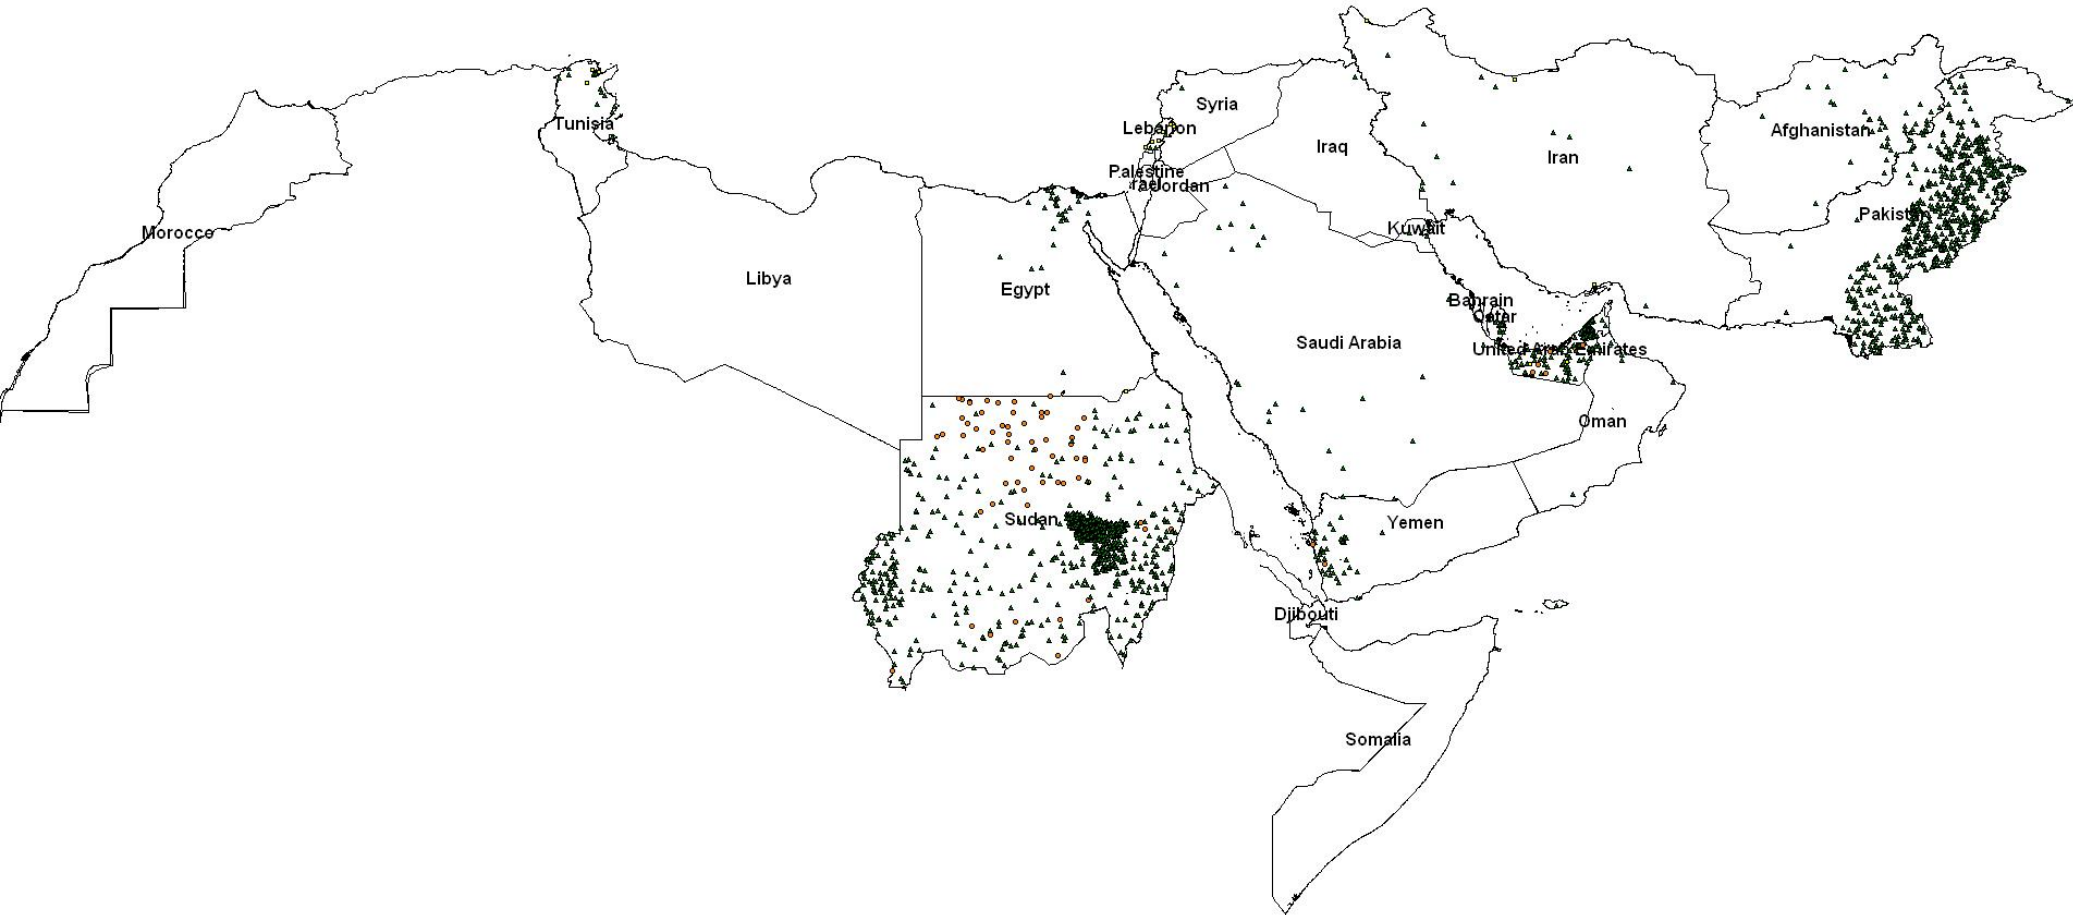 Syria
Tunisia
Lebanon
Afghanistan
Iraq
Iran
Palestine
Jordan
Pakistan
Morocco
Kuwait
Libya
Egypt
Bahrain
Qatar
Saudi Arabia
United Arab Emirates
Oman
Sudan
Yemen
Djibouti
Somalia